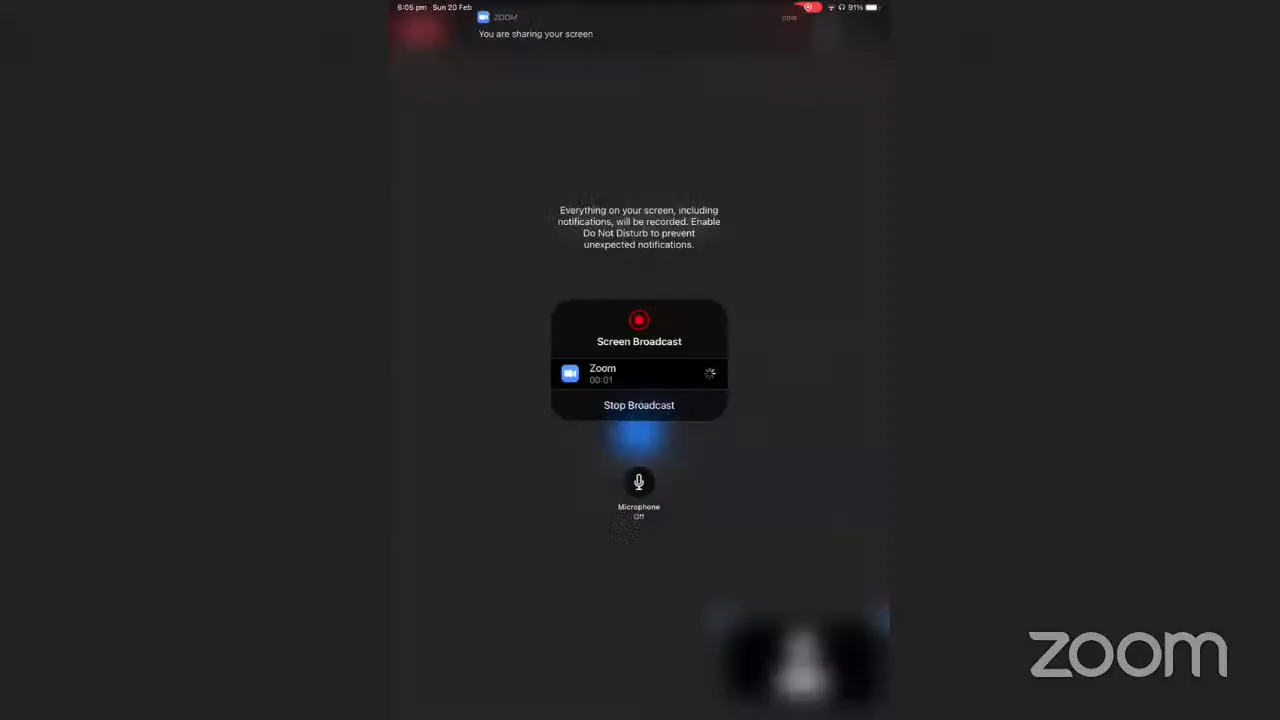 6:05 pm Sun 20 Feb
91%
ZOOM
now
You are sharing your screen
Everything on your screen, including
notifications, will be recorded. Enable
Do Not Disturb to prevent
unexpected notifications.
Screen Broadcast
Zoom
00:01
Stop Broadcast
Microphone
Off
zoom